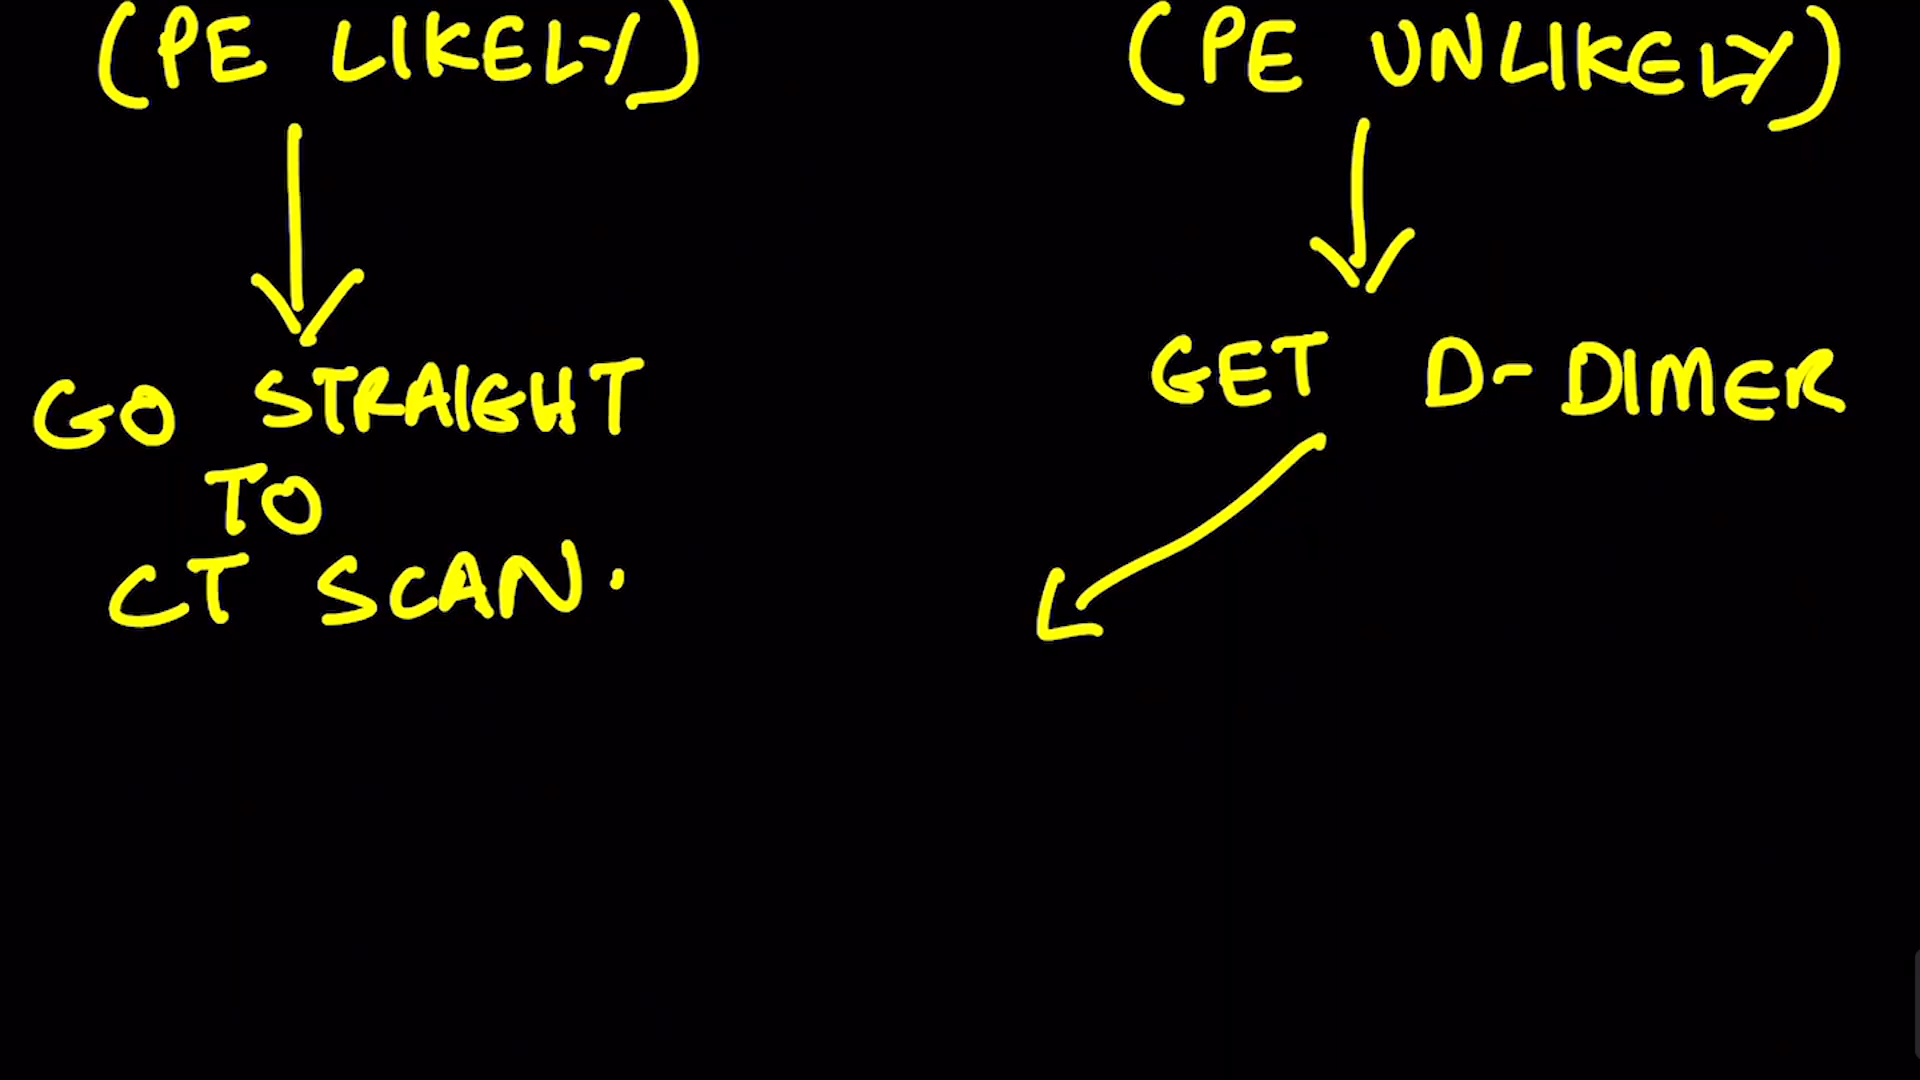 (PE LIKELY)
GO STRAIGHT
TO
CT SCAN.
(PE UNLIKELY)
GET D-DIMER